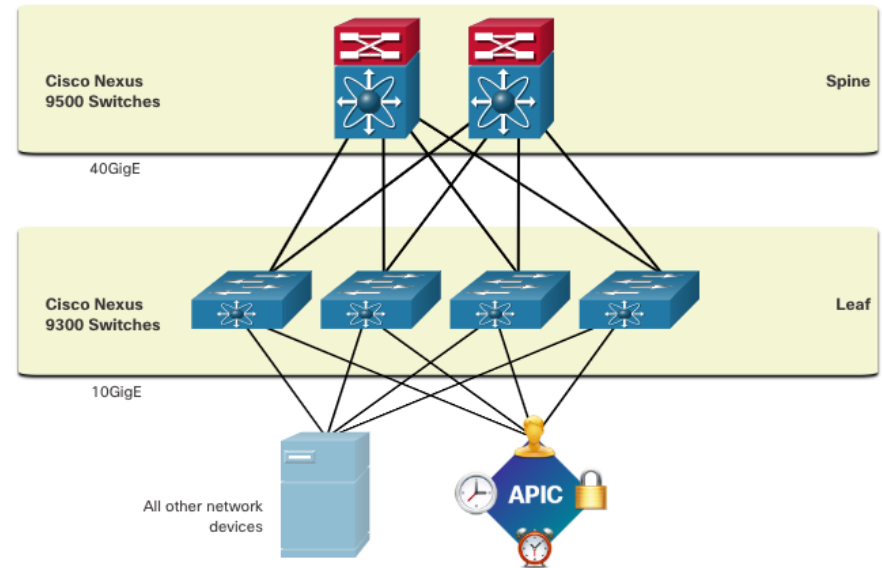 Cisco Nexus
9500 Switches
Spine
40GigE
Cisco Nexus
9300 Switches
Leaf
10GigE
All other network
devices
APIC